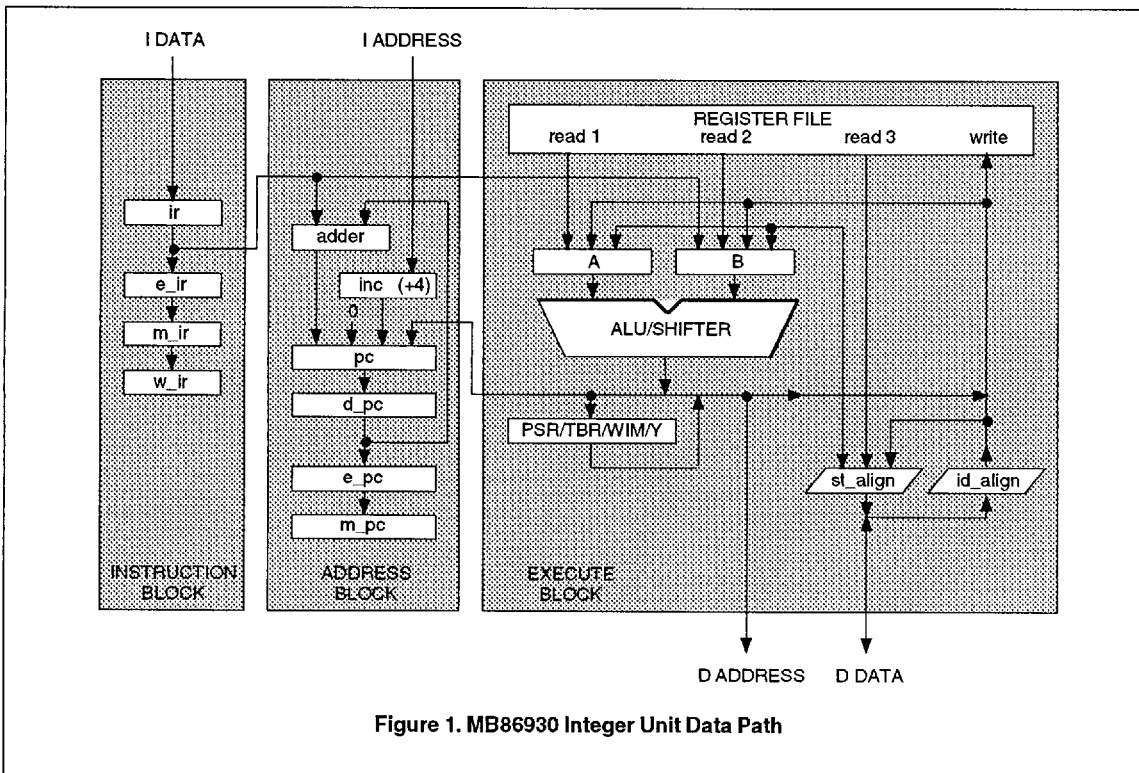 I DATA
I ADDRESS
REGISTER FILE
read 1 read 2 read 3 write
ir
adder
A
B
e_ir
inc (+4)
0
m_ir
ALU/SHIFTER
pc
w_ir
d_pc
PSR/TBR/WIM/Y
e_pc
st_align
id_align
m_pc
INSTRUCTION
BLOCK
ADDRESS
BLOCK
EXECUTE
BLOCK
D ADDRESS
D DATA
Figure 1. MB86930 Integer Unit Data Path